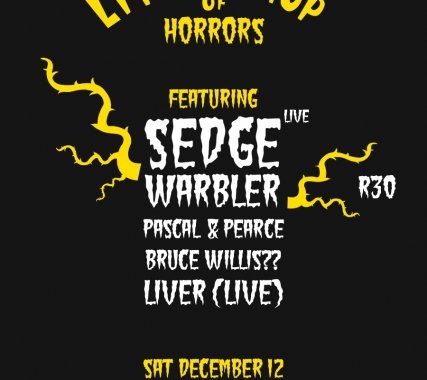 OF
HORRORS
FEATURING
SEDGE LIVE
WARBLER
R30
PASCAL & PEARCE
BRUCE WILLIS??
LIVER (LIVE)
SAT DECEMBER 12